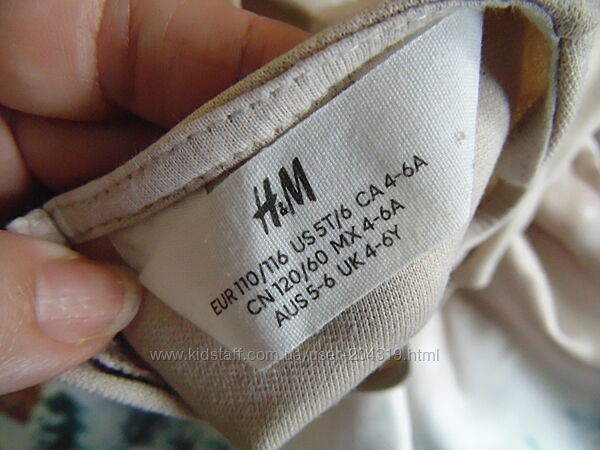 H&M
EUR 110/116 US 5T/6 CA 4-6A
CN 120/60 MX 4-6A
AUS 5-6 UK 4-6Y
www.kidstaff.com.ua/user-204319.html